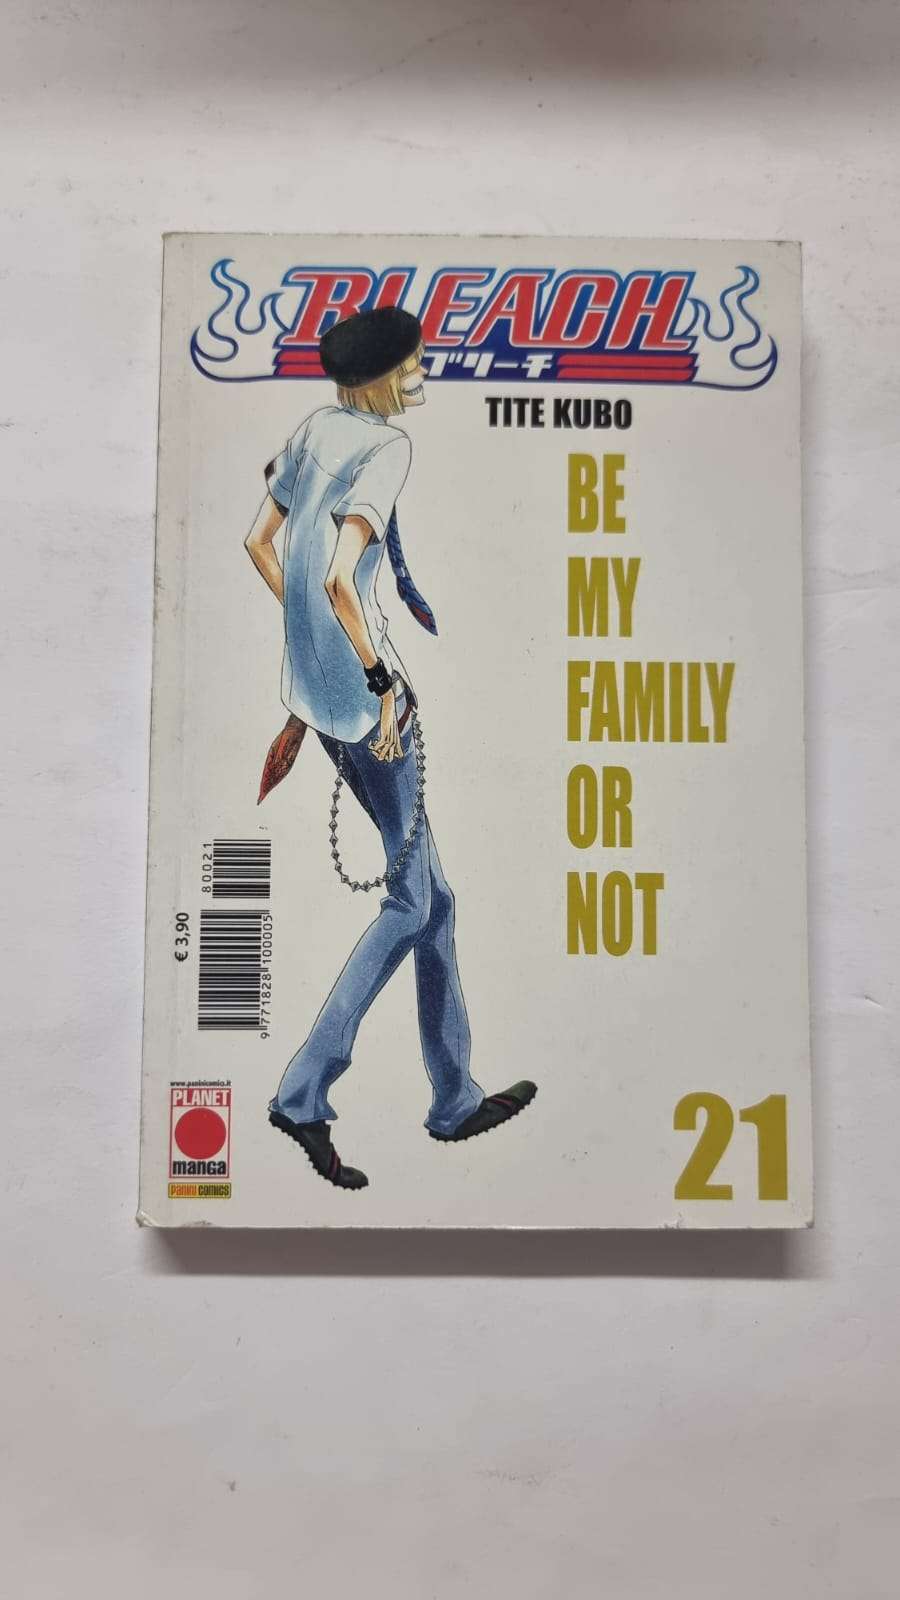 BLEACH
ブリーチ
TITE KUBO
BE
MY
FAMILY
OR
NOT
80021
€ 3,90
9 771828 100005
www.paninicomics.it
PLANET
manga
PANINI COMICS
21